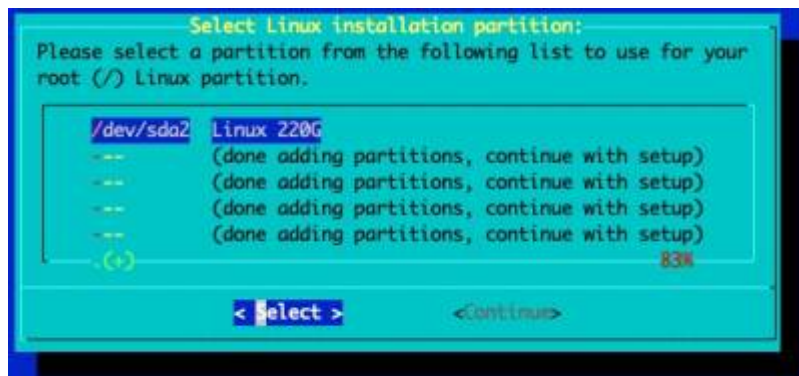 Select Linux installation partition:
Please select a partition from the following list to use for your
root (/) Linux partition.
/dev/sda2 Linux 220G
--- (done adding partitions, continue with setup)
--- (done adding partitions, continue with setup)
--- (done adding partitions, continue with setup)
--- (done adding partitions, continue with setup)
.(+) 83%
< Select > <Continue>